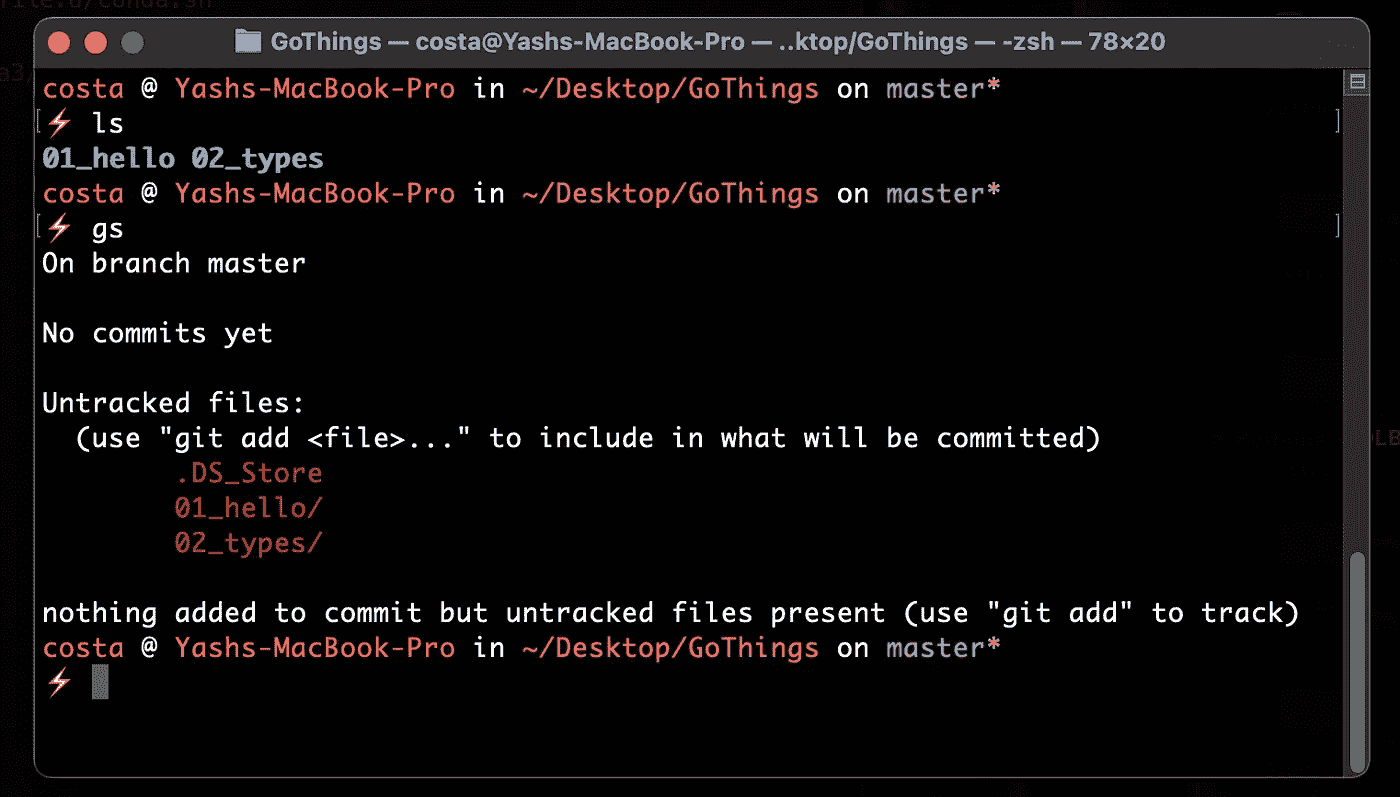 GoThings — costa@Yashs-MacBook-Pro — ..ktop/GoThings — -zsh — 78×20
costa @ Yashs-MacBook-Pro in ~/Desktop/GoThings on master*
⚡ ls
01_hello 02_types
costa @ Yashs-MacBook-Pro in ~/Desktop/GoThings on master*
⚡ gs
On branch master
No commits yet
Untracked files:
(use "git add <file>..." to include in what will be committed)
.DS_Store
01_hello/
02_types/
nothing added to commit but untracked files present (use "git add" to track)
costa @ Yashs-MacBook-Pro in ~/Desktop/GoThings on master*
⚡